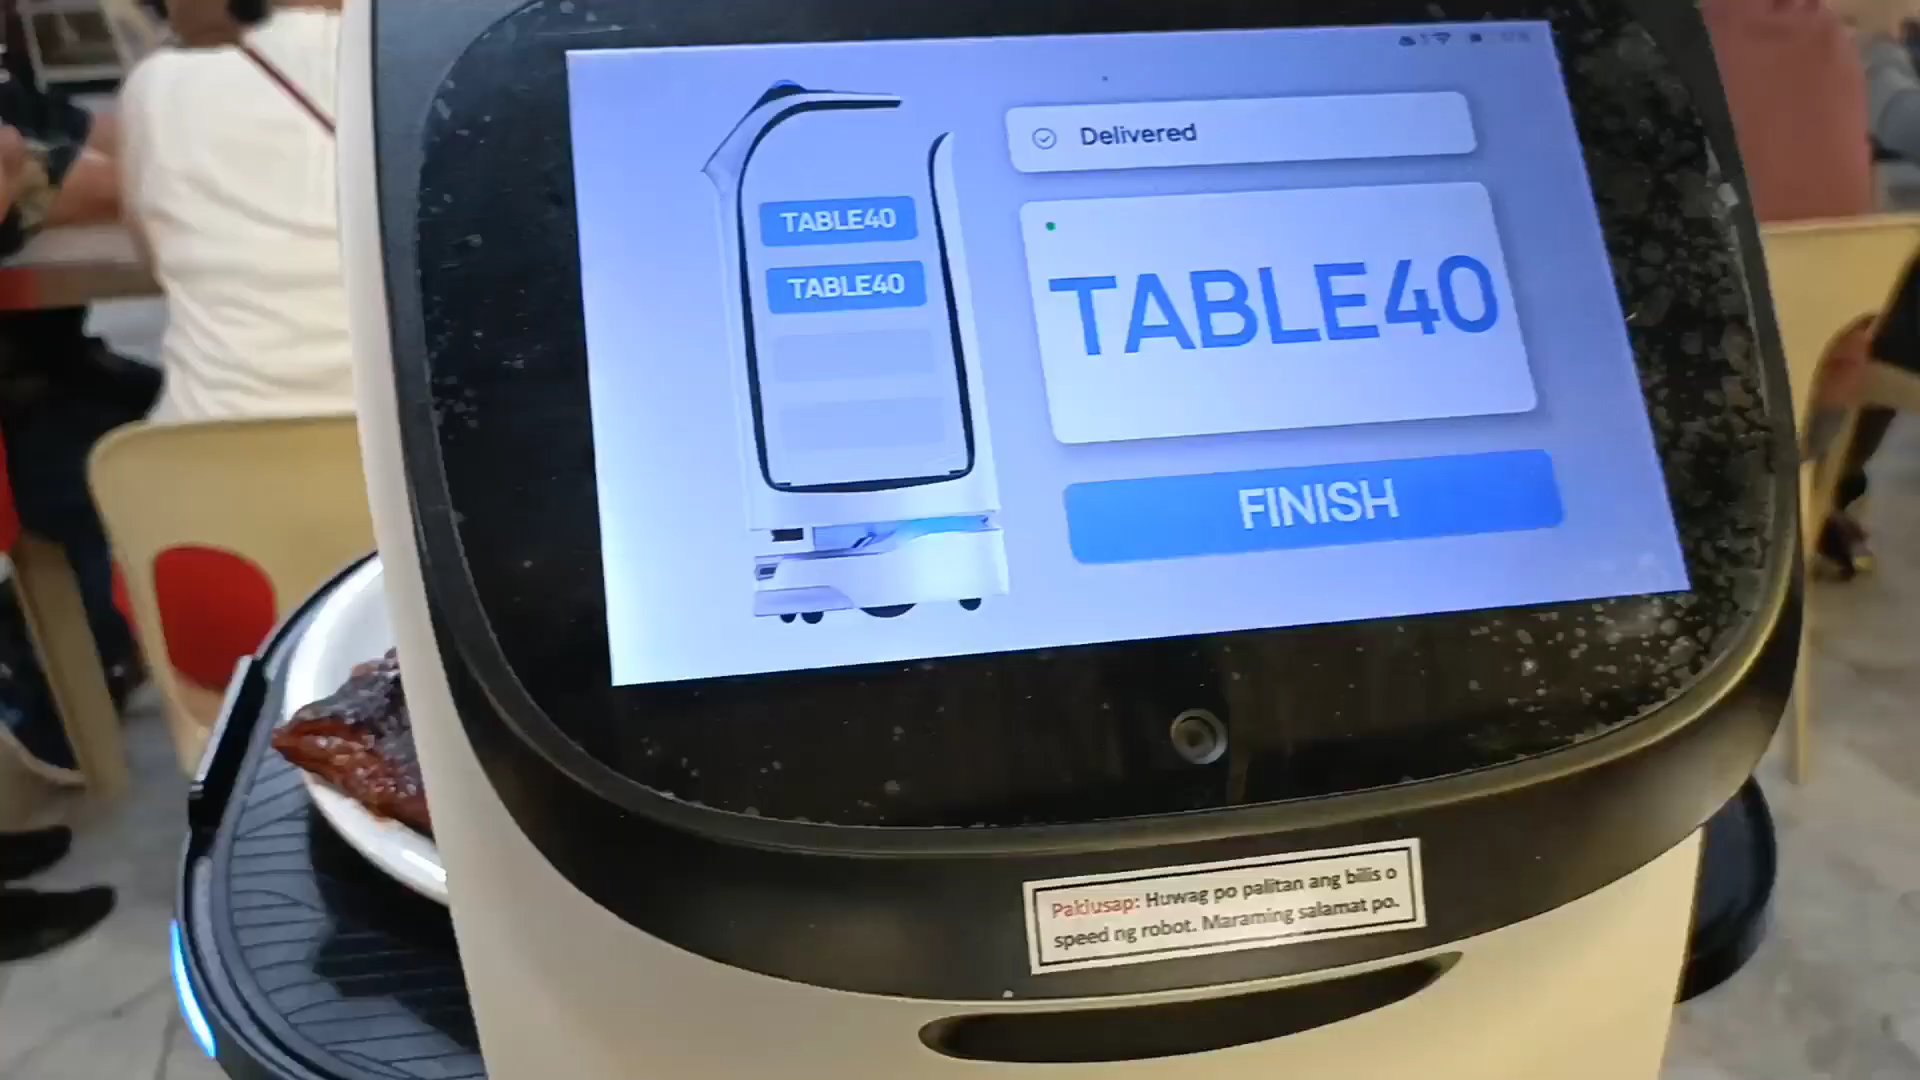 Delivered
TABLE40
TABLE40
TABLE40
FINISH
Pakiusap: Huwag po palitan ang bilis o
speed ng robot. Maraming salamat po.